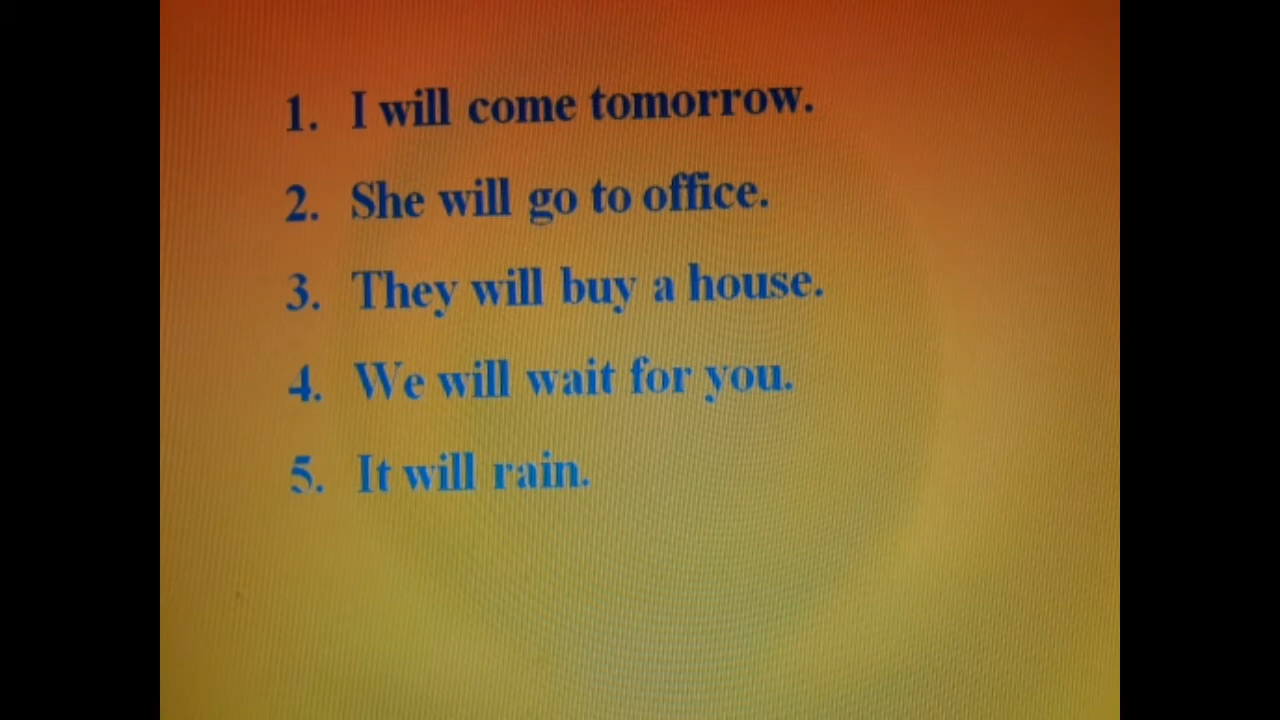 1. I will come tomorrow.
2. She will go to office.
3. They will buy a house.
4. We will wait for you.
5. It will rain.